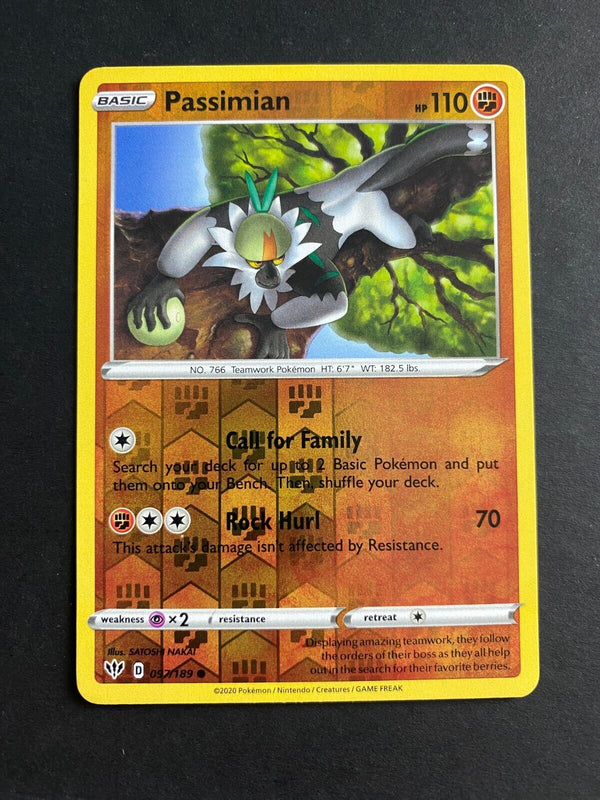 BASIC Passimian HP 110
NO. 766 Teamwork Pokémon HT: 6'7" WT: 182.5 lbs.
Call for Family
Search your deck for up to 2 Basic Pokémon and put
them onto your Bench. Then, shuffle your deck.
Rock Hurl 70
This attack's damage isn't affected by Resistance.
weakness ×2 resistance retreat
Illus. SATOSHI NAKAI
Displaying amazing teamwork, they follow
the orders of their boss as they all help
out in the search for their favorite berries.
D 097/189
©2020 Pokémon / Nintendo / Creatures / GAME FREAK